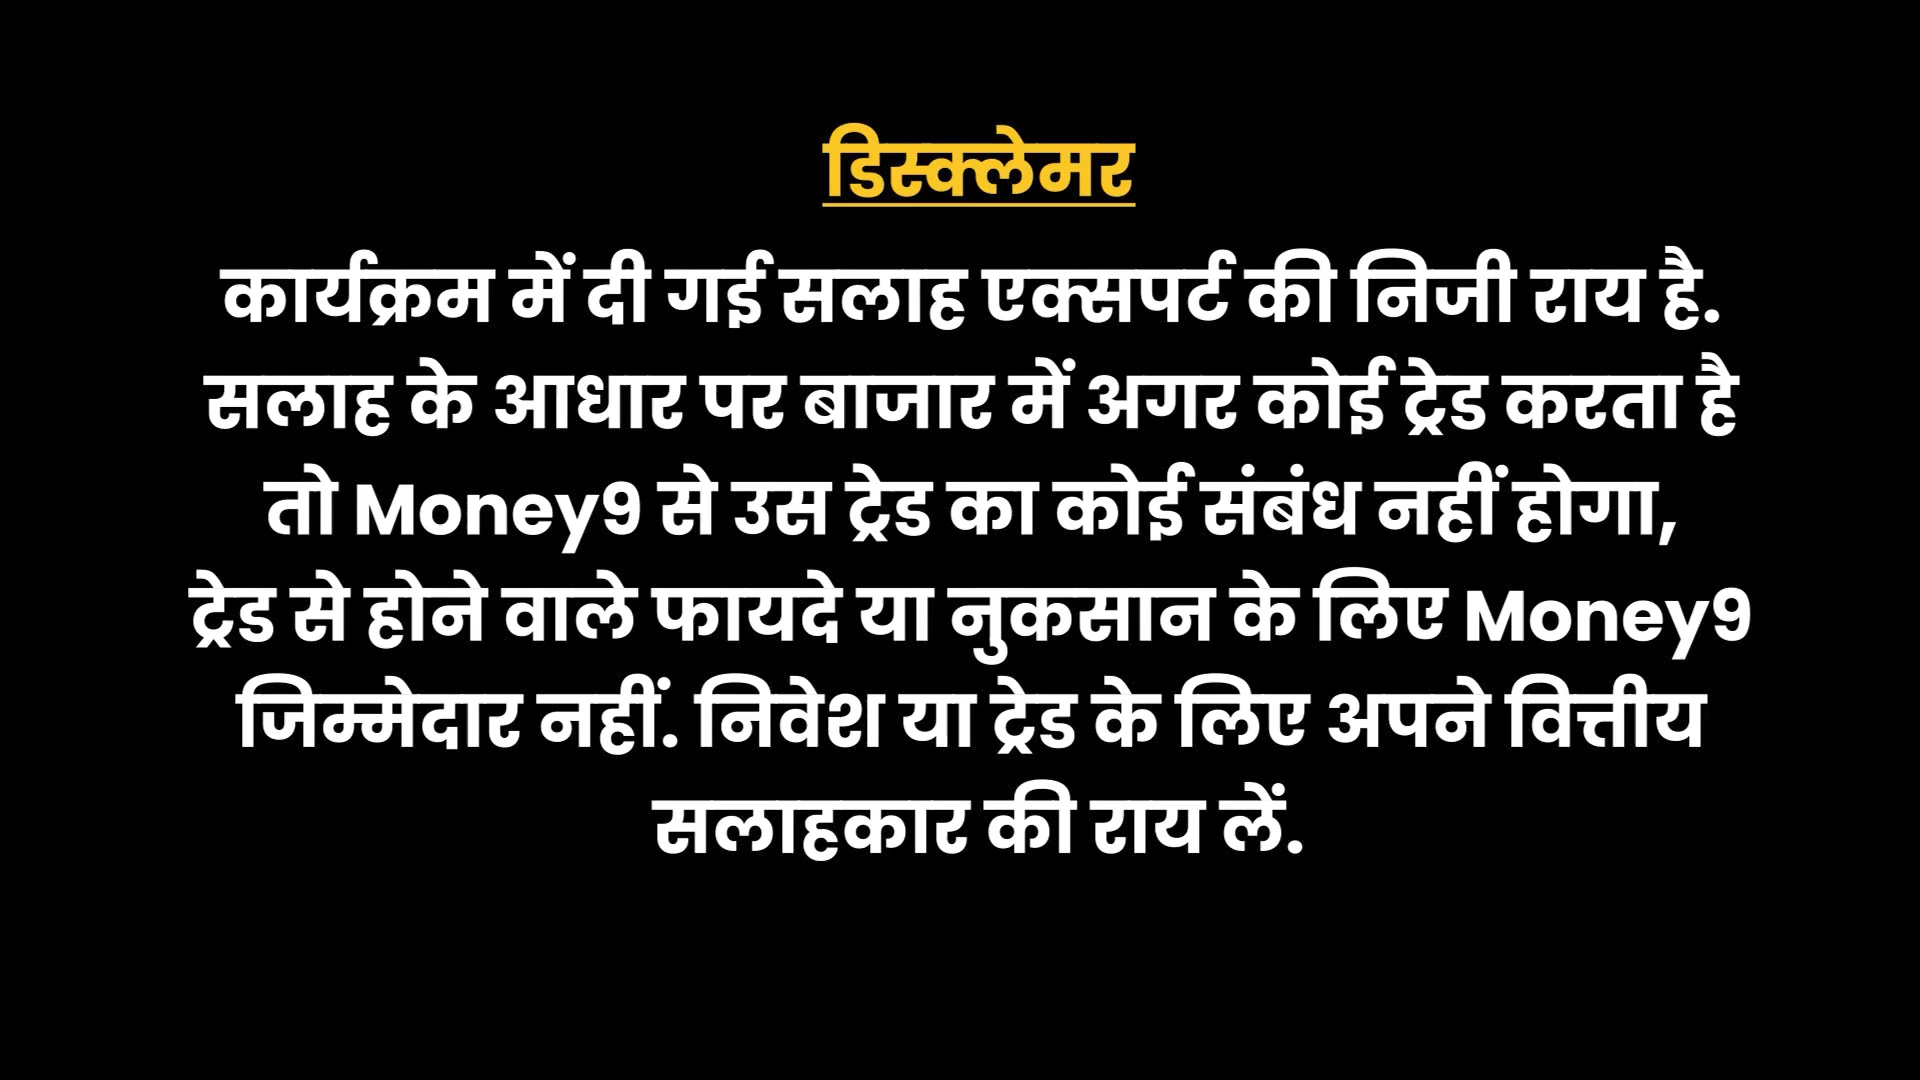 डिस्क्लेमर
कार्यक्रम में दी गई सलाह एक्सपर्ट की निजी राय है.
सलाह के आधार पर बाजार में अगर कोई ट्रेड करता है
तो Money9 से उस ट्रेड का कोई संबंध नहीं होगा,
ट्रेड से होने वाले फायदे या नुकसान के लिए Money9
जिम्मेदार नहीं. निवेश या ट्रेड के लिए अपने वित्तीय
सलाहकार की राय लें.